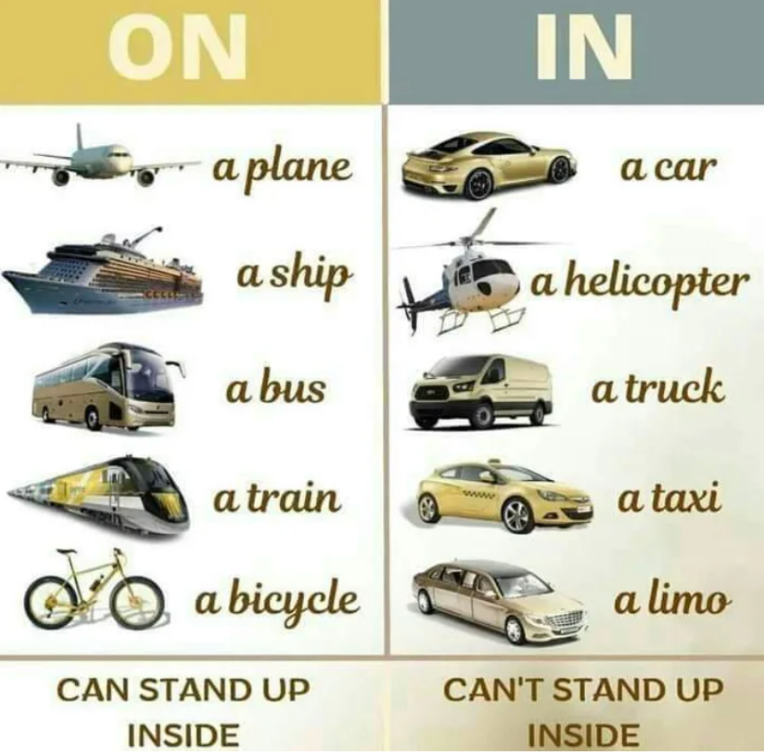 ON
IN
a plane
a car
a ship
a helicopter
a bus
a truck
a train
a taxi
a bicycle
a limo
CAN STAND UP
INSIDE
CAN'T STAND UP
INSIDE